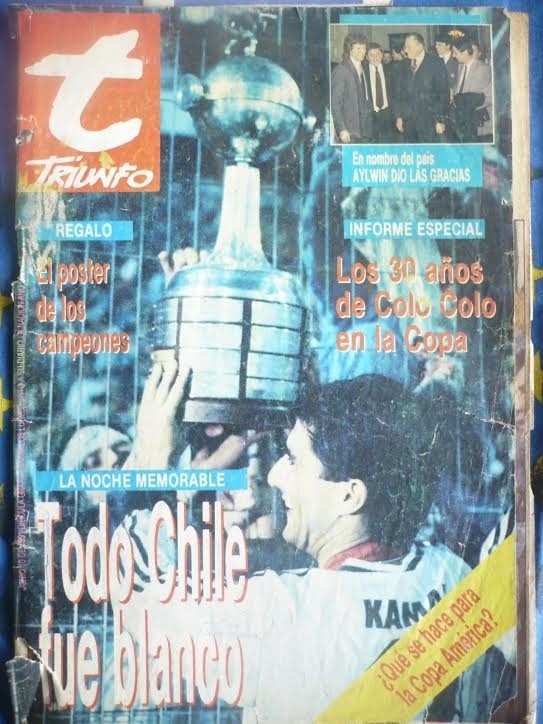 t
TRIUNFO
En nombre del país
AYLWIN DIO LAS GRACIAS
REGALO
El poster
de los
campeones
INFORME ESPECIAL
Los 30 años
de Colo Colo
en la Copa
LA NOCHE MEMORABLE
Todo Chile
fue blanco
KAMA
¿Qué se hace para
la Copa América?